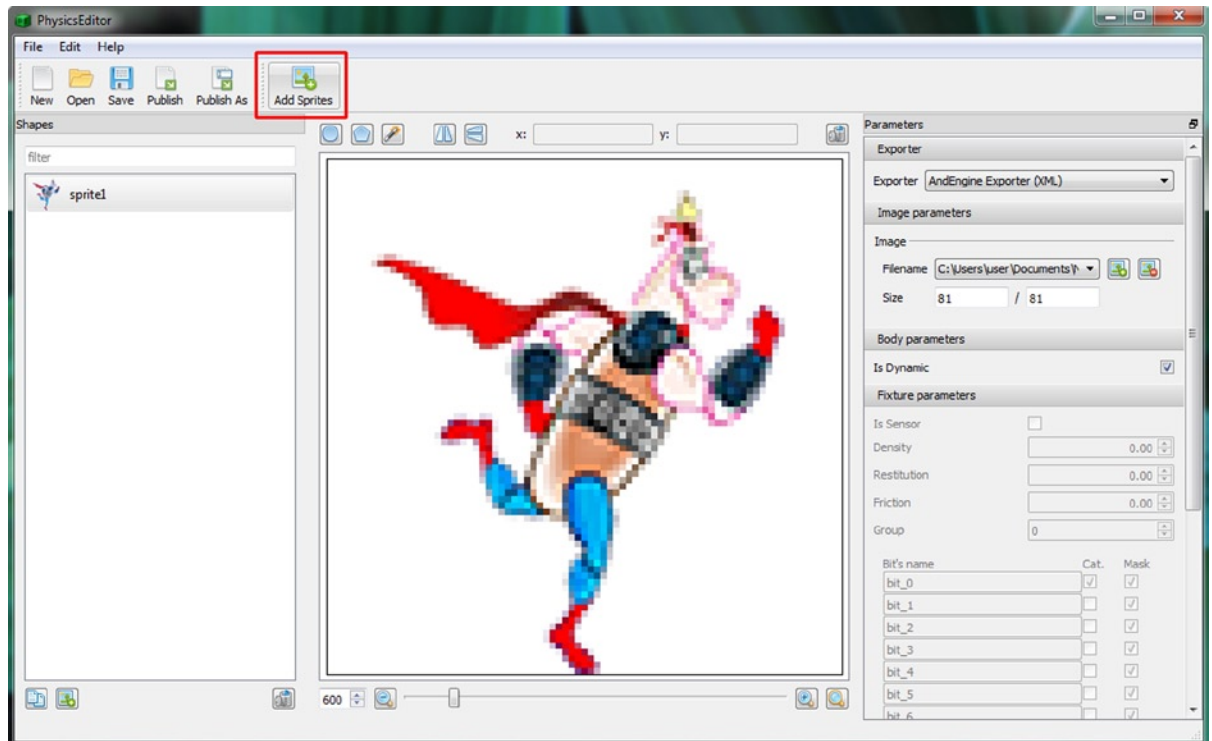 PhysicsEditor
File Edit Help
New Open Save Publish Publish As Add Sprites
Shapes
filter
sprite1
x: y:
600
Parameters
Exporter
Exporter AndEngine Exporter (XML)
Image parameters
Image
Filename C:\Users\user\Documents\
Size 81 / 81
Body parameters
Is Dynamic
Fixture parameters
Is Sensor
Density 0.00
Restitution 0.00
Friction 0.00
Group 0
Bit's name Cat. Mask
bit_0
bit_1
bit_2
bit_3
bit_4
bit_5
bit_6